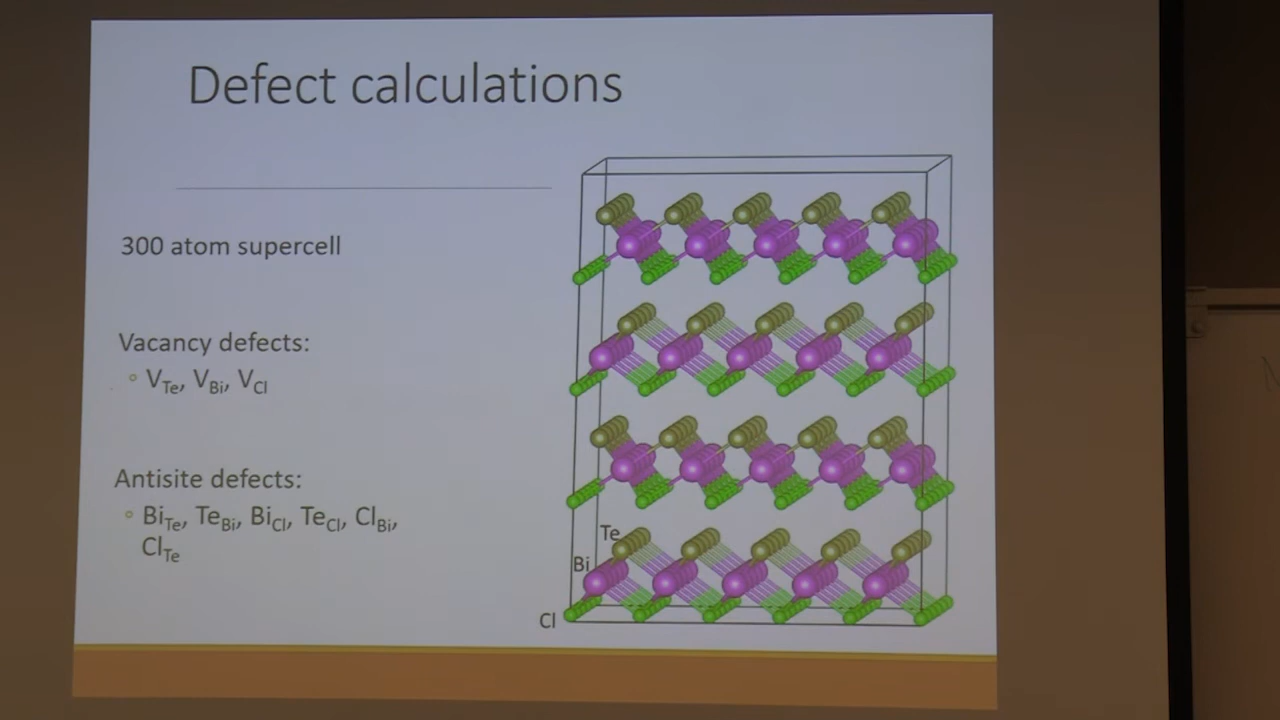 Defect calculations
300 atom supercell
Vacancy defects:
◦ V_Te, V_Bi, V_Cl
Antisite defects:
◦ Bi_Te, Te_Bi, Bi_Cl, Te_Cl, Cl_Bi,
Cl_Te
Te
Bi
Cl